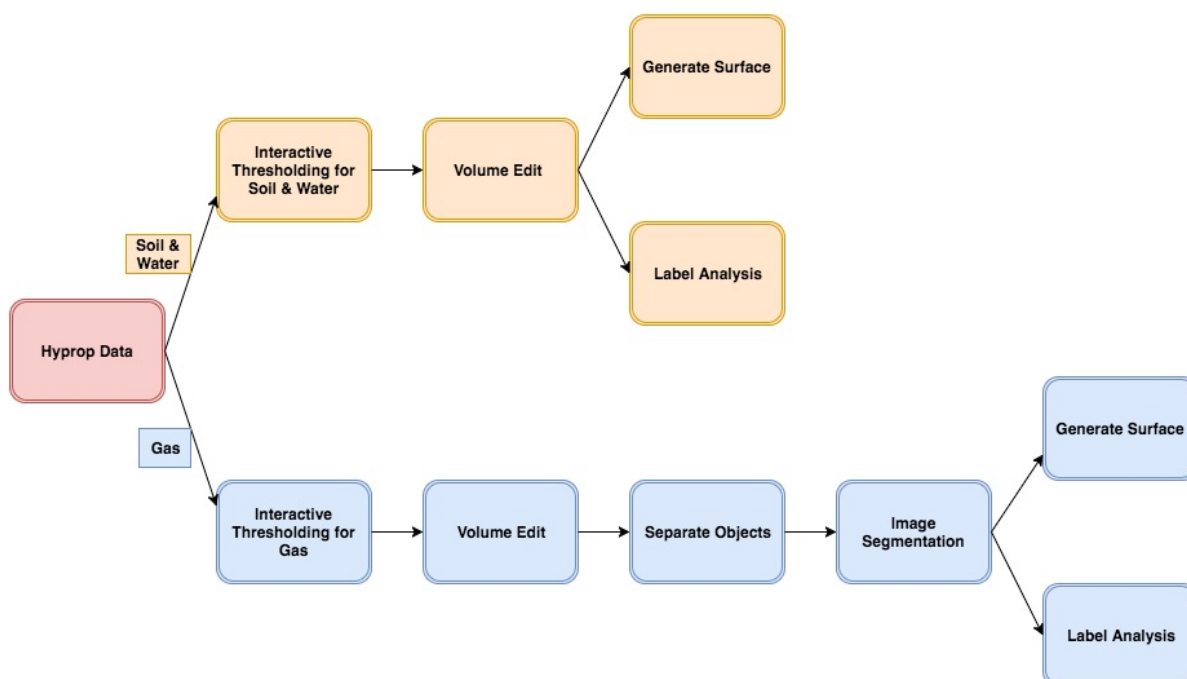 Generate Surface
Interactive
Thresholding for
Soil & Water
Volume Edit
Soil &
Water
Label Analysis
Hyprop Data
Gas
Generate Surface
Interactive
Thresholding for
Gas
Volume Edit
Separate Objects
Image
Segmentation
Label Analysis